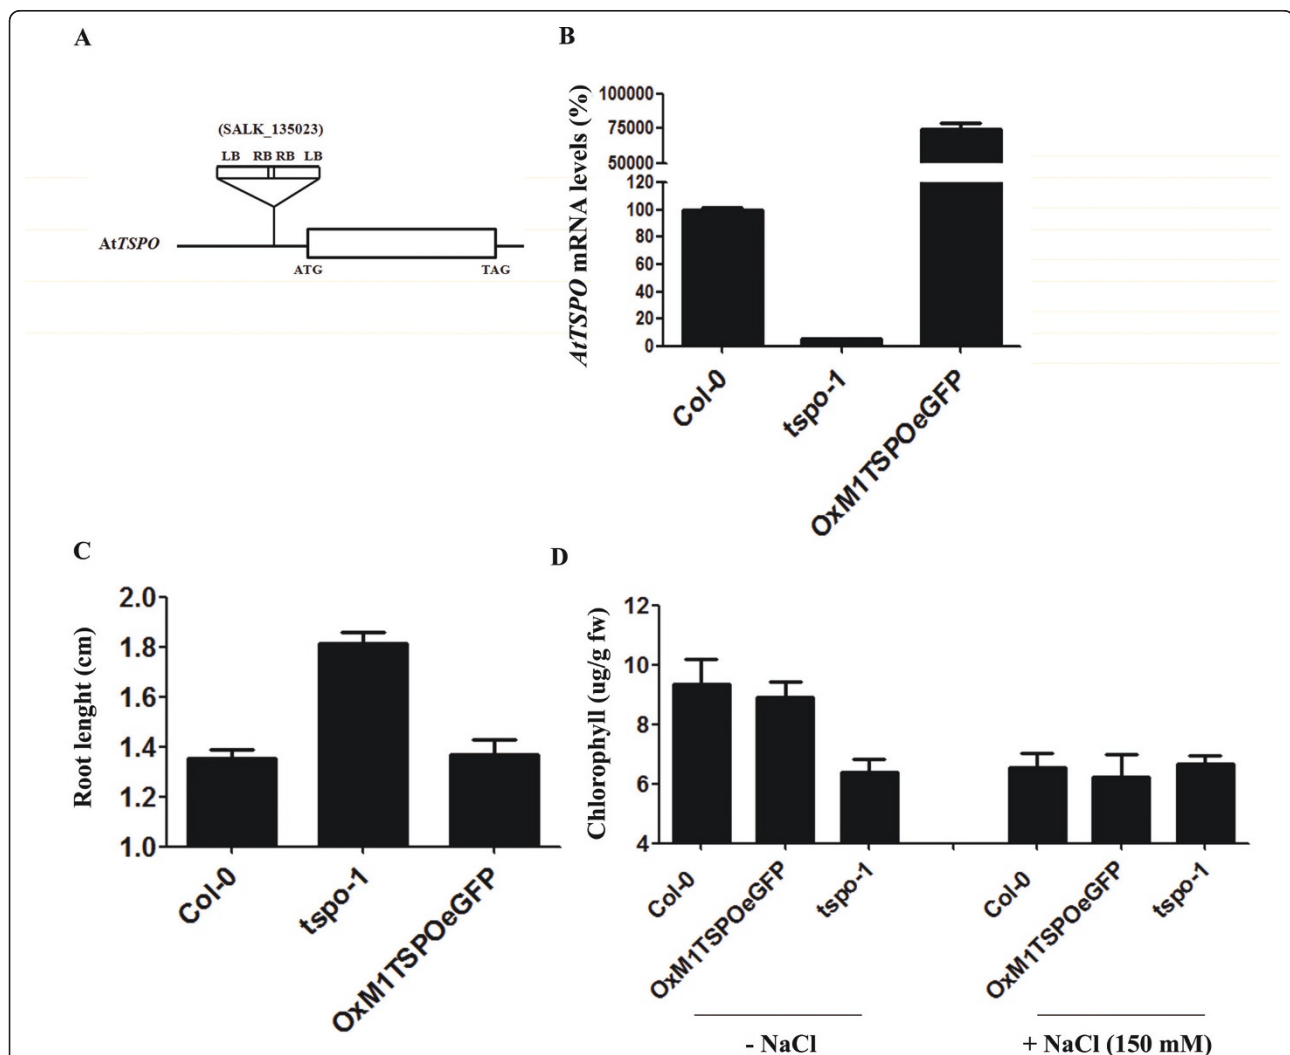 A
(SALK_135023)
LB RB RB LB
AtTSPO
ATG TAG
B
AtTSPO mRNA levels (%)
100000
75000
50000
120
100
80
60
40
20
0
Col-0
tspo-1
OxM1TSPOeGFP
C
Root lenght (cm)
2.0
1.8
1.6
1.4
1.2
1.0
Col-0
tspo-1
OxM1TSPOeGFP
D
Chlorophyll (ug/g fw)
12
10
8
6
4
Col-0
OxM1TSPOeGFP
tspo-1
Col-0
OxM1TSPOeGFP
tspo-1
- NaCl
+ NaCl (150 mM)